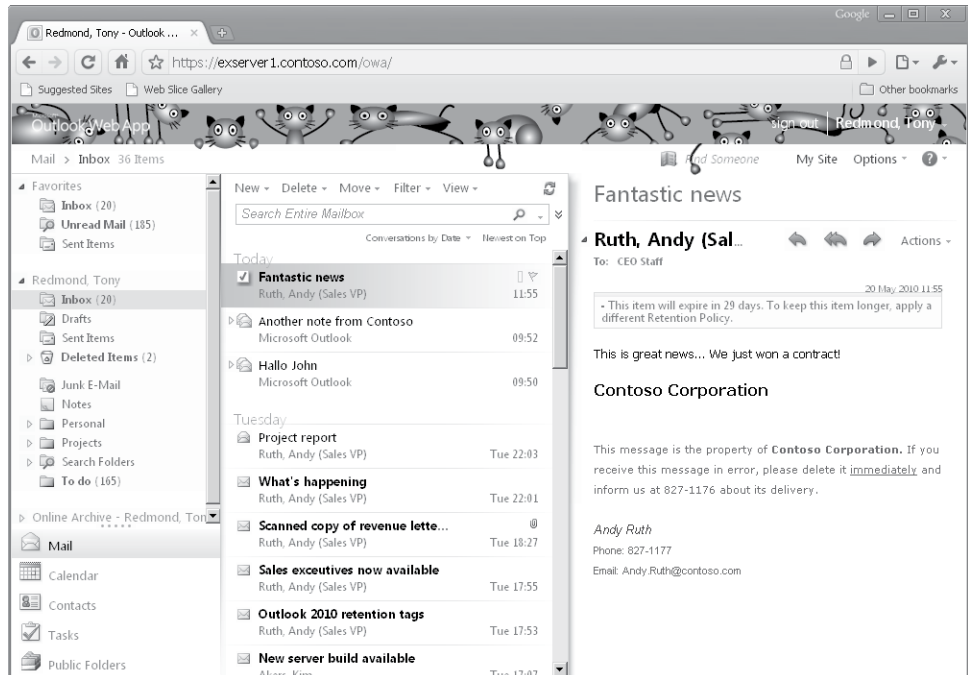 Google
Redmond, Tony - Outlook ...
https://exserver1.contoso.com/owa/
Suggested Sites
Web Slice Gallery
Other bookmarks
Outlook Web App
sign out
Redmond, Tony
Mail > Inbox 36 Items
Find Someone
My Site
Options
Favorites
Inbox (20)
Unread Mail (185)
Sent Items
Redmond, Tony
Inbox (20)
Drafts
Sent Items
Deleted Items (2)
Junk E-Mail
Notes
Personal
Projects
Search Folders
To do (165)
Online Archive - Redmond, Ton
Mail
Calendar
Contacts
Tasks
Public Folders
New Delete Move Filter View
Search Entire Mailbox
Conversations by Date Newest on Top
Today
Fantastic news
Ruth, Andy (Sales VP) 11:55
Another note from Contoso
Microsoft Outlook 09:52
Hallo John
Microsoft Outlook 09:50
Tuesday
Project report
Ruth, Andy (Sales VP) Tue 22:03
What's happening
Ruth, Andy (Sales VP) Tue 22:01
Scanned copy of revenue lette...
Ruth, Andy (Sales VP) Tue 18:27
Sales exceutives now available
Ruth, Andy (Sales VP) Tue 17:55
Outlook 2010 retention tags
Ruth, Andy (Sales VP) Tue 17:53
New server build available
Akers, Kim Tue 17:07
Fantastic news
Ruth, Andy (Sal...
Actions
To: CEO Staff
20 May 2010 11:55
- This item will expire in 29 days. To keep this item longer, apply a
different Retention Policy.
This is great news... We just won a contract!
Contoso Corporation
This message is the property of Contoso Corporation. If you
receive this message in error, please delete it immediately and
inform us at 827-1176 about its delivery.
Andy Ruth
Phone: 827-1177
Email: Andy.Ruth@contoso.com